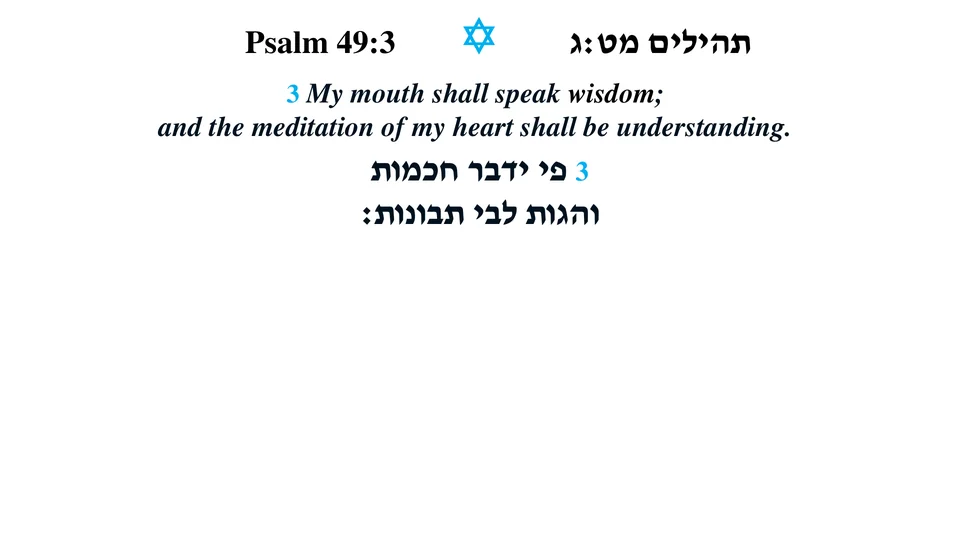 Psalm 49:3 ✡ תהילים מט:ג
3 My mouth shall speak wisdom;
and the meditation of my heart shall be understanding.
3 פי ידבר חכמות
והגות לבי תבונות: